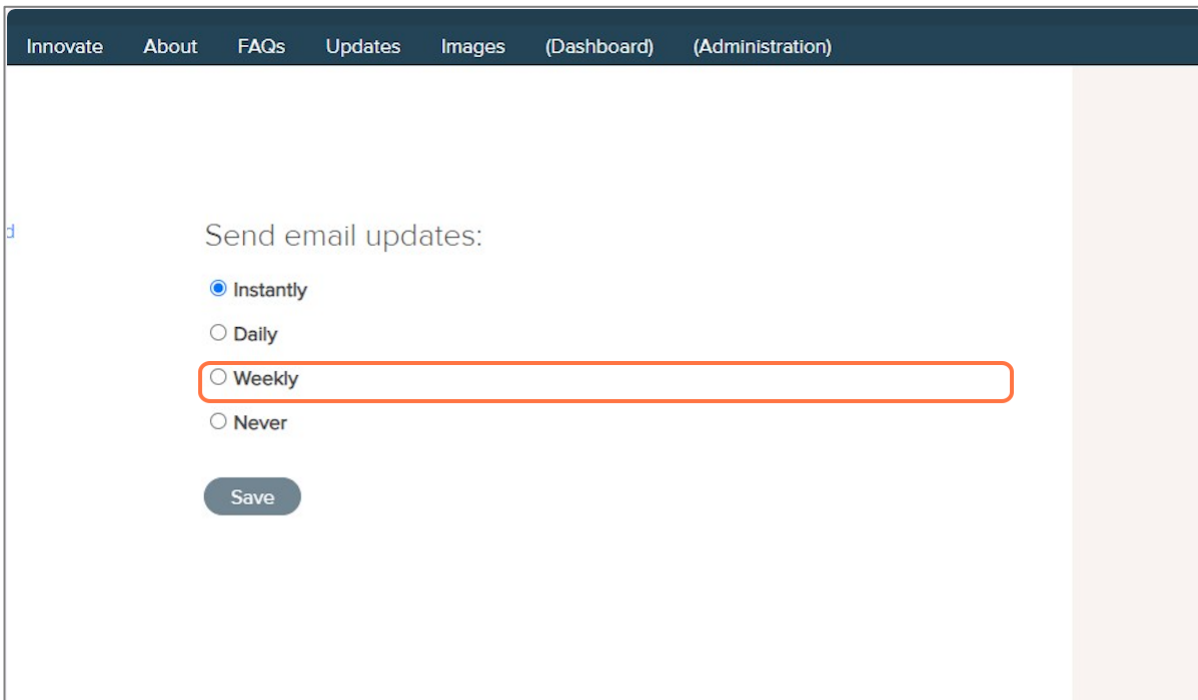 Innovate About FAQs Updates Images (Dashboard) (Administration)
d
Send email updates:
Instantly
Daily
Weekly
Never
Save